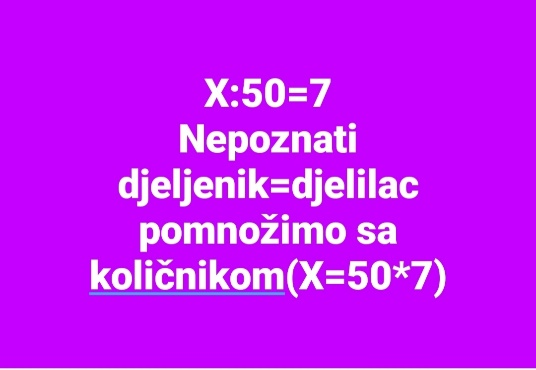 X:50=7
Nepoznati
djeljenik=djelilac
pomnožimo sa
količnikom(X=50*7)